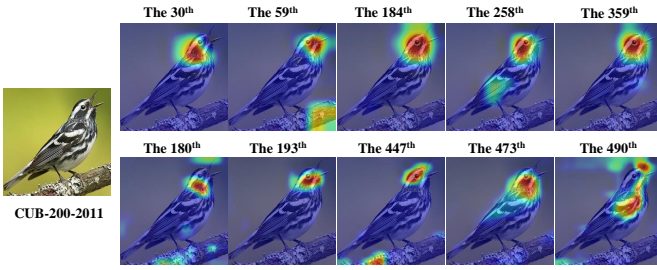 The 30th The 59th The 184th The 258th The 359th
The 180th The 193th The 447th The 473th The 490th
CUB-200-2011